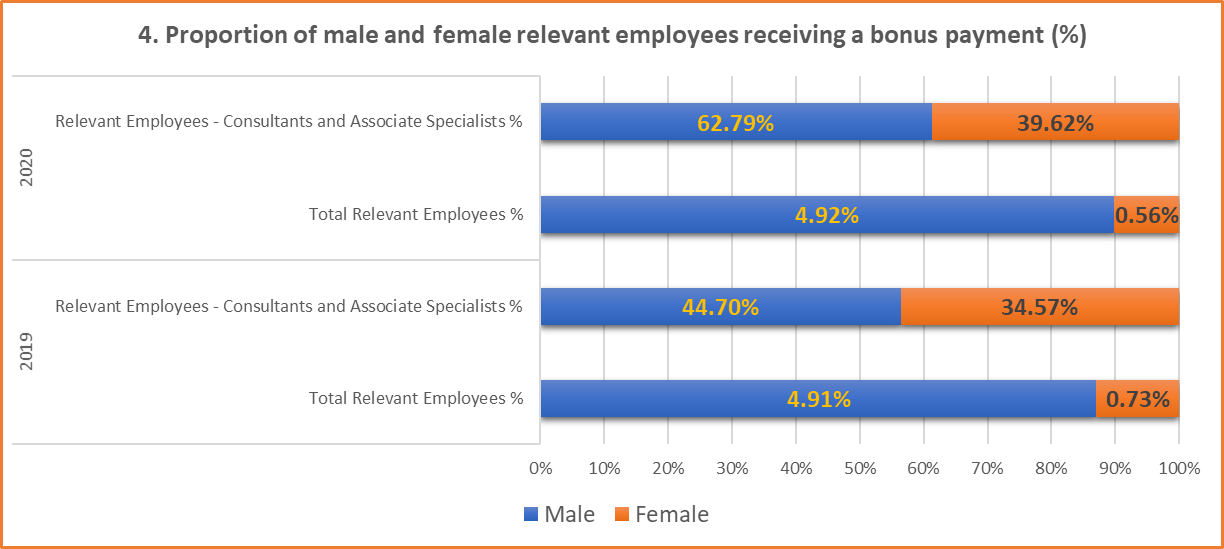 4. Proportion of male and female relevant employees receiving a bonus payment (%)
2020
Relevant Employees - Consultants and Associate Specialists %
62.79%
39.62%
Total Relevant Employees %
4.92%
0.56%
2019
Relevant Employees - Consultants and Associate Specialists %
44.70%
34.57%
Total Relevant Employees %
4.91%
0.73%
0% 10% 20% 30% 40% 50% 60% 70% 80% 90% 100%
Male Female